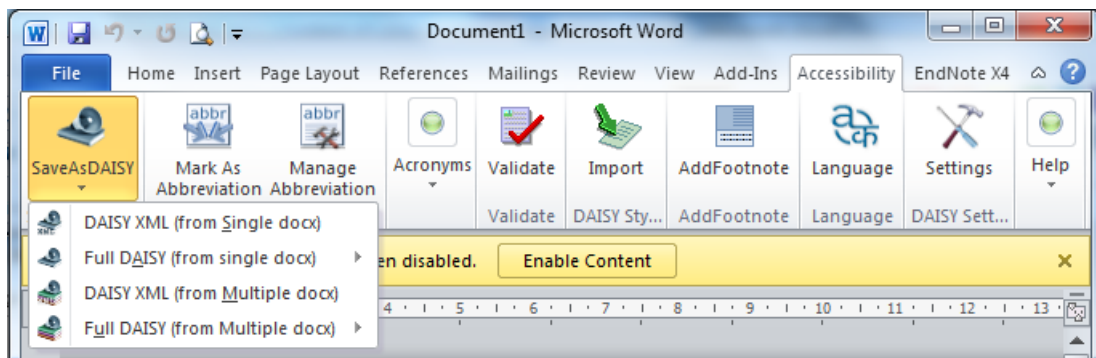 Document1 - Microsoft Word
File Home Insert Page Layout References Mailings Review View Add-Ins Accessibility EndNote X4
abbr abbr
SaveAsDAISY Mark As Abbreviation Manage Abbreviation Acronyms Validate Import AddFootnote Language Settings Help
Validate DAISY Sty... AddFootnote Language DAISY Sett...
DAISY XML (from Single docx)
Full DAISY (from single docx)
DAISY XML (from Multiple docx)
Full DAISY (from Multiple docx)
en disabled. Enable Content
4 5 6 7 8 9 10 11 12 13